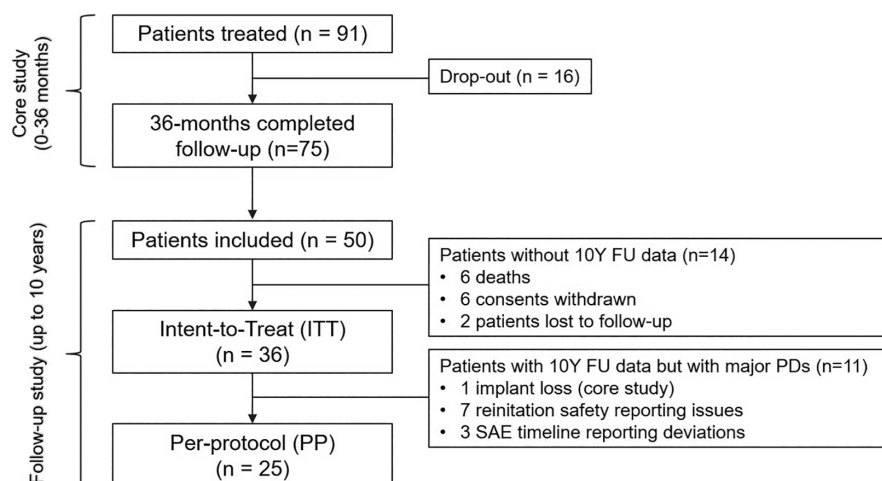 Core study
(0-36 months)
Patients treated (n = 91)
Drop-out (n = 16)
36-months completed
follow-up (n=75)
Follow-up study (up to 10 years)
Patients included (n = 50)
Patients without 10Y FU data (n=14)
• 6 deaths
• 6 consents withdrawn
• 2 patients lost to follow-up
Intent-to-Treat (ITT)
(n = 36)
Patients with 10Y FU data but with major PDs (n=11)
• 1 implant loss (core study)
• 7 reinitation safety reporting issues
• 3 SAE timeline reporting deviations
Per-protocol (PP)
(n = 25)